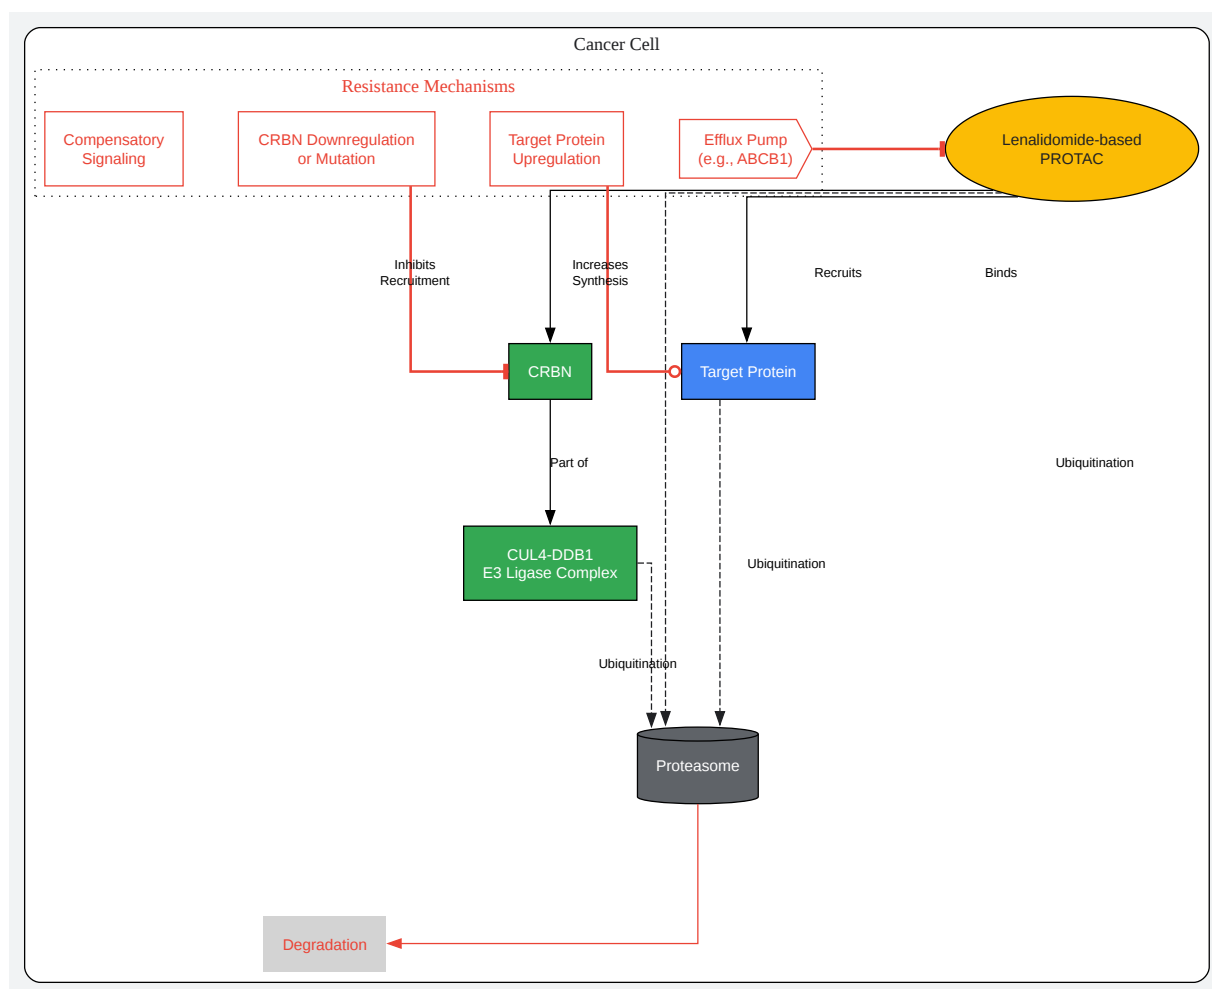 Cancer Cell
Resistance Mechanisms
Compensatory
Signaling
CRBN Downregulation
or Mutation
Target Protein
Upregulation
Efflux Pump
(e.g., ABCB1)
Lenalidomide-based
PROTAC
Inhibits
Recruitment
Increases
Synthesis
Recruits
Binds
CRBN
Target Protein
Part of
Ubiquitination
CUL4-DDB1
E3 Ligase Complex
Ubiquitination
Ubiquitination
Proteasome
Degradation